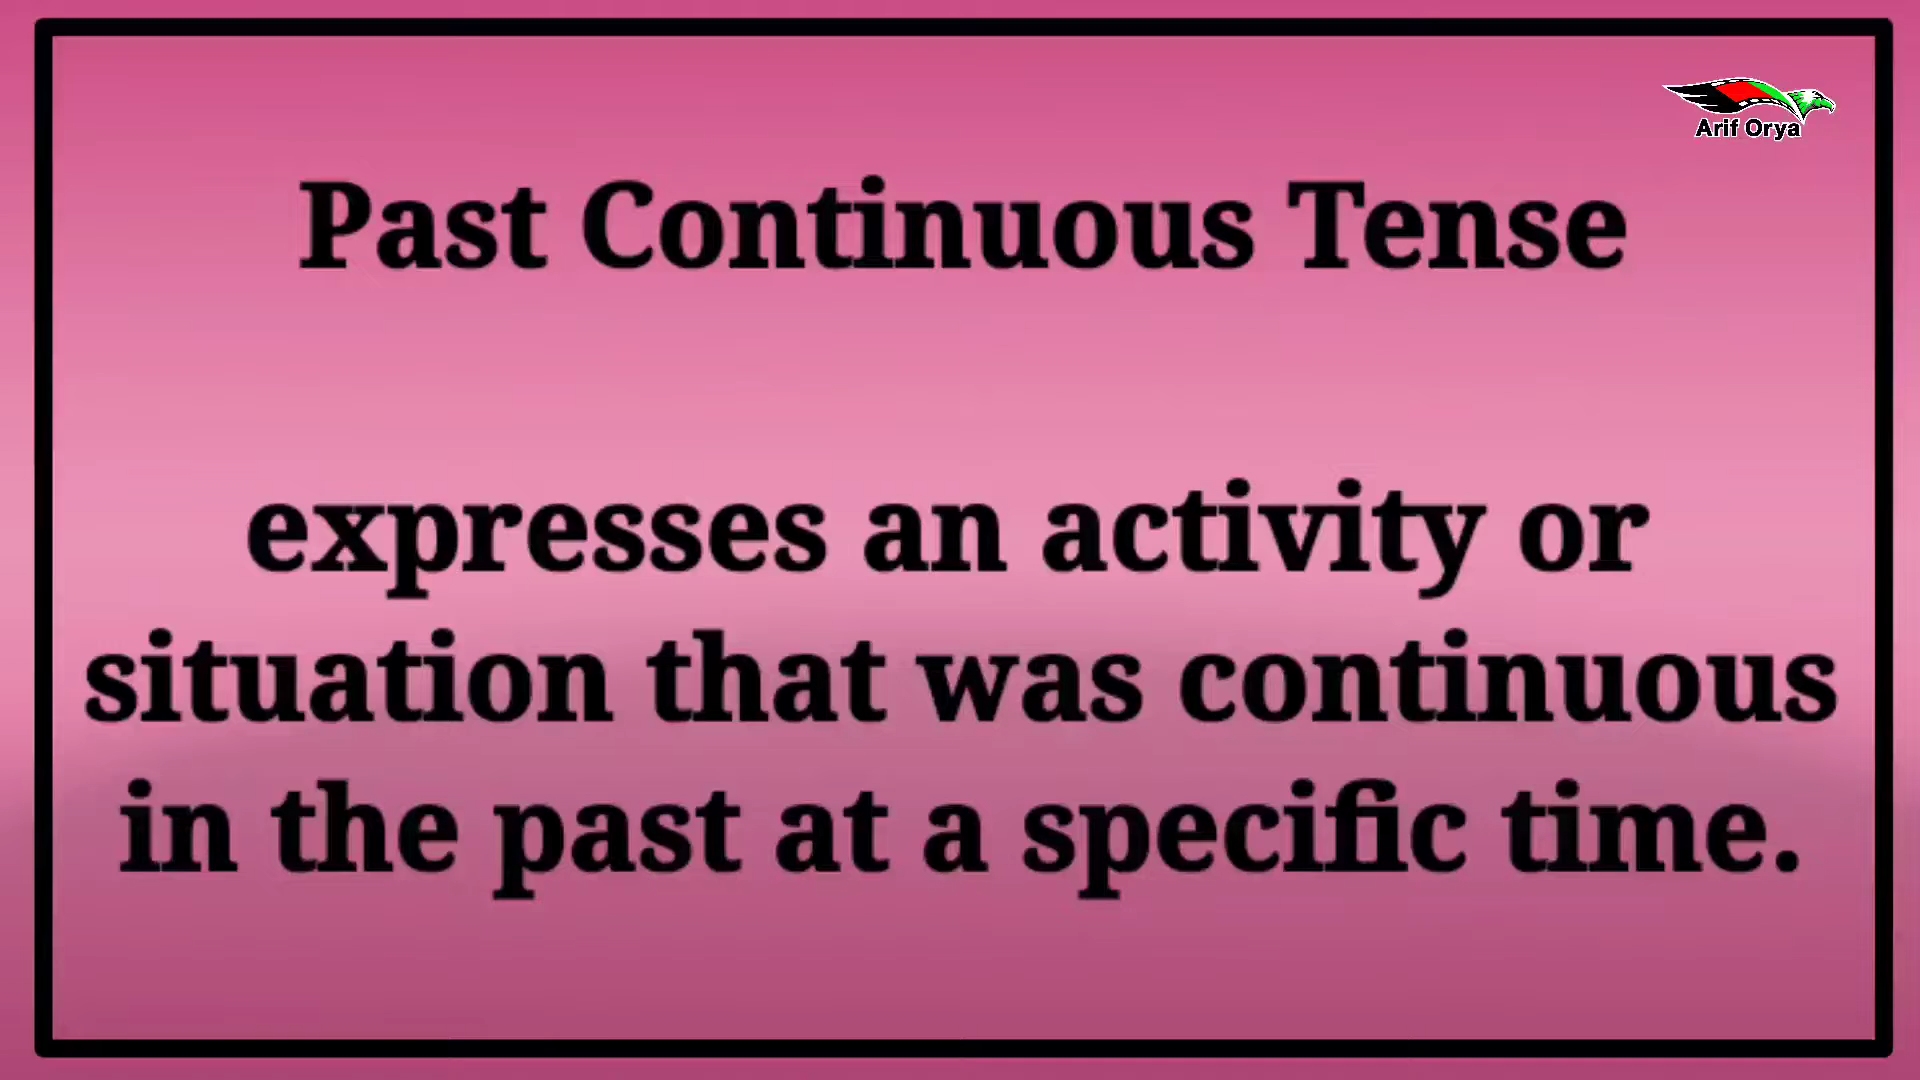 Arif Orya
Past Continuous Tense
expresses an activity or
situation that was continuous
in the past at a specific time.